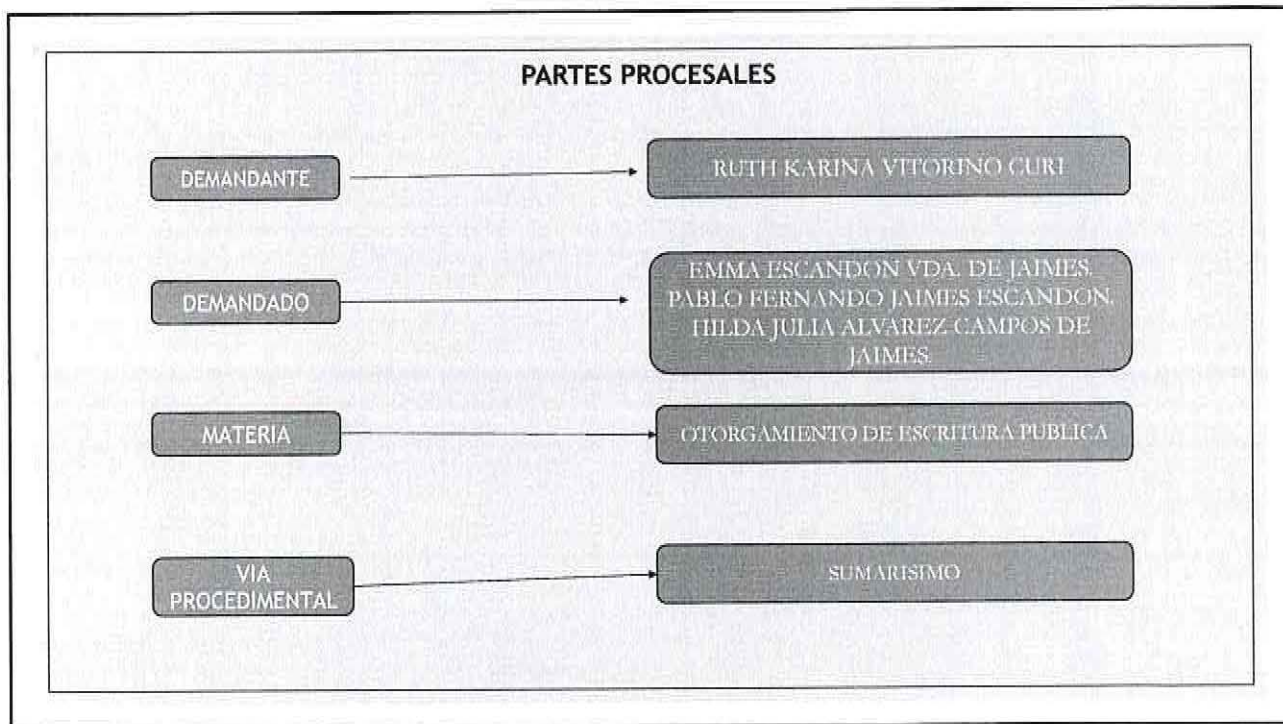 PARTES PROCESALES
DEMANDANTE
RUTH KARINA VITORINO CURI
DEMANDADO
EMMA ESCANDON VDA. DE JAIMES.
PABLO FERNANDO JAIMES ESCANDON.
HILDA JULIA ALVAREZ CAMPOS DE
JAIMES.
MATERIA
OTORGAMIENTO DE ESCRITURA PUBLICA
VIA
PROCEDIMENTAL
SUMARISIMO